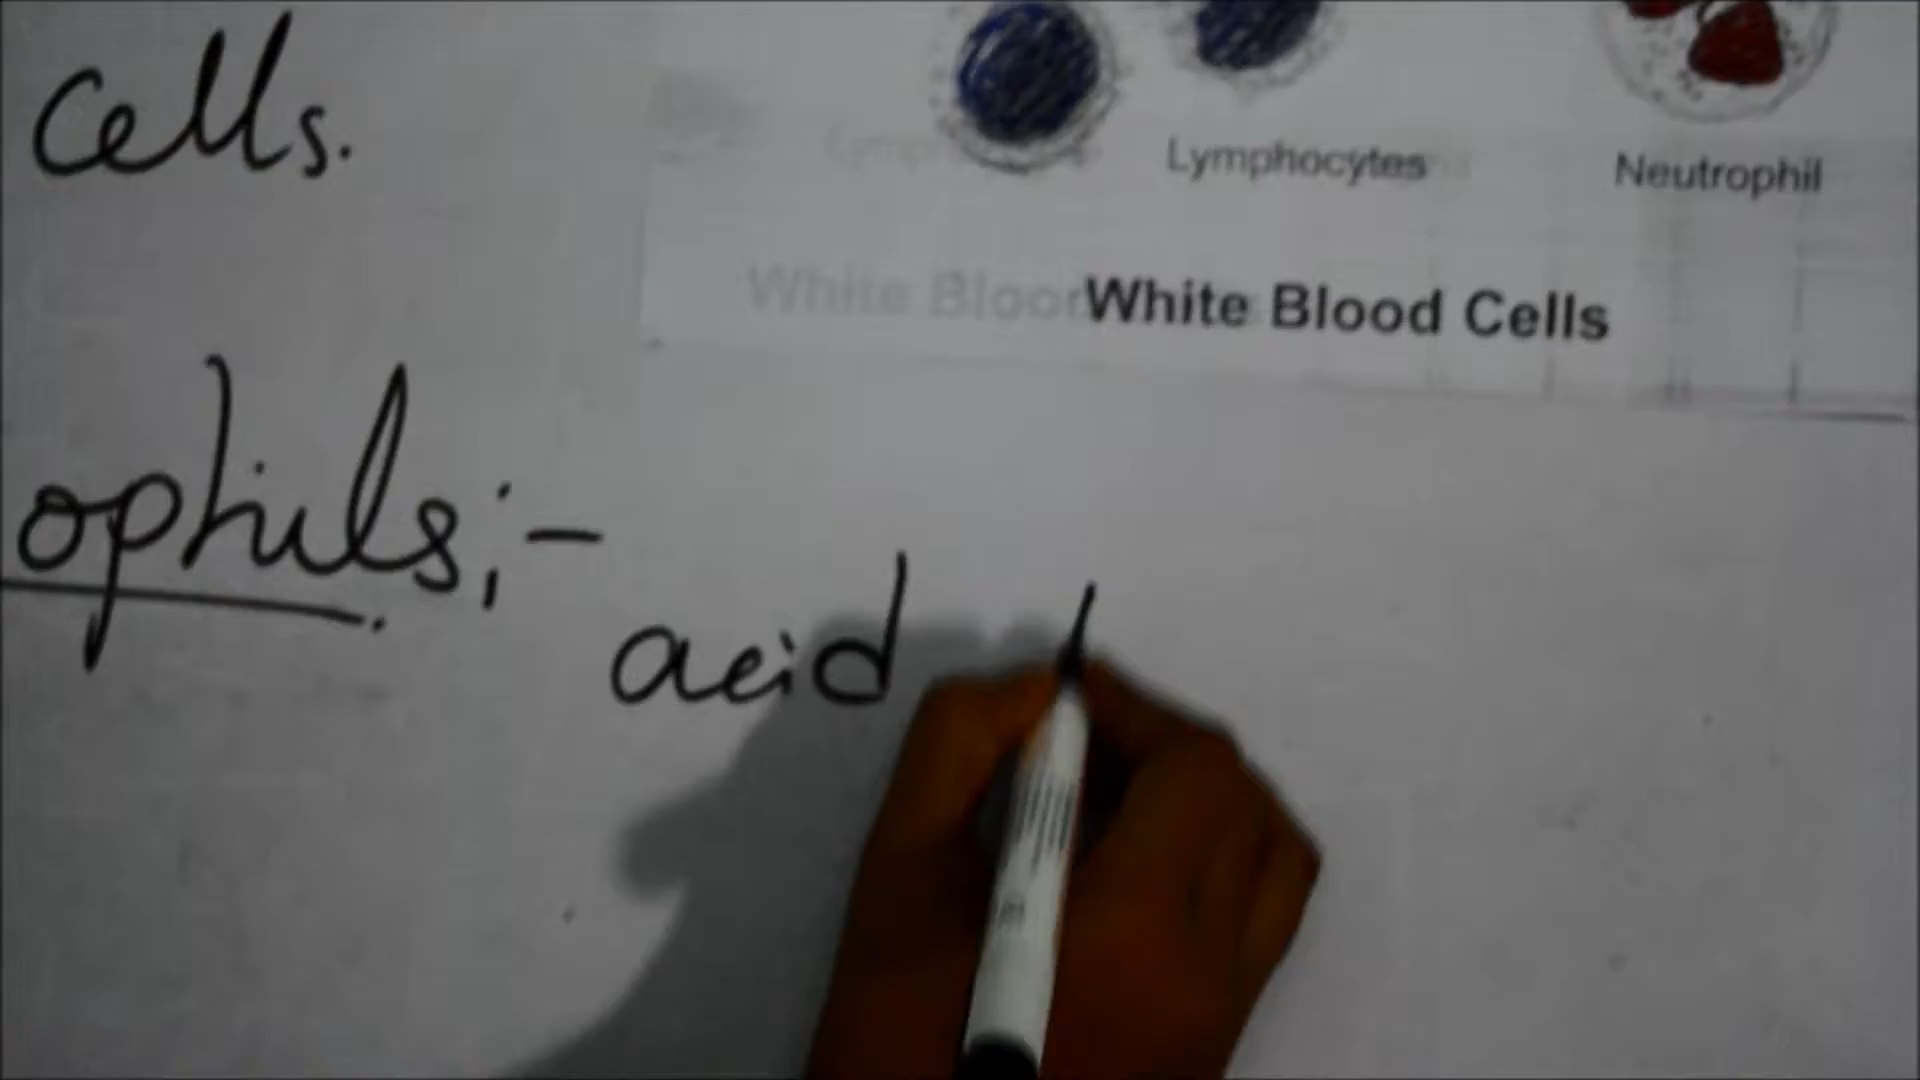 cells.
Lymphocytes
Neutrophil
White Blood Cells
ophils;-
acid